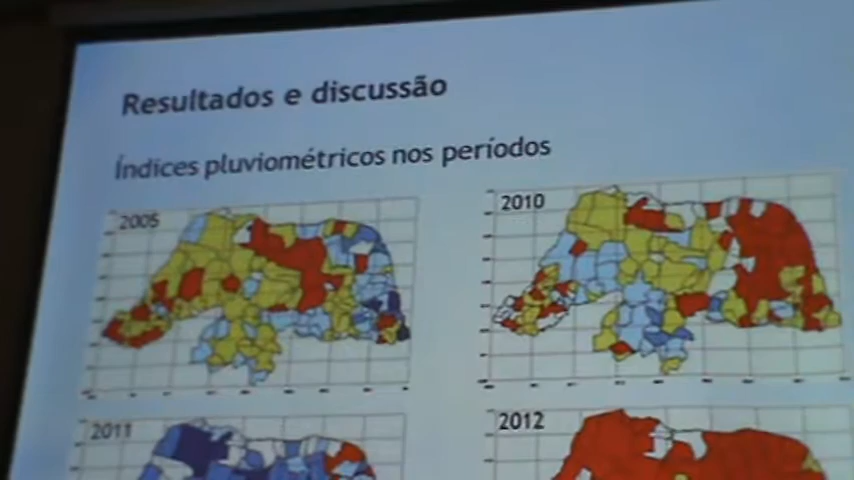 Resultados e discussão
Índices pluviométricos nos períodos
2005
2010
2011
2012